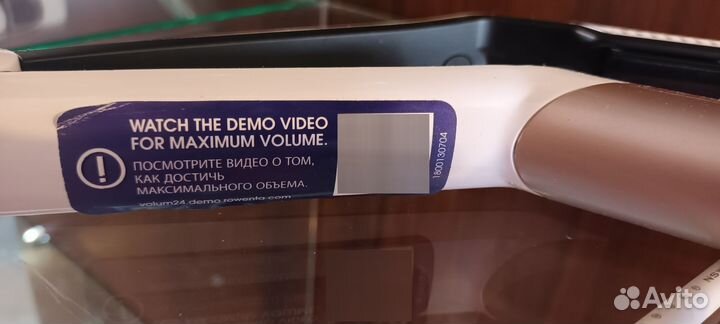 WATCH THE DEMO VIDEO
FOR MAXIMUM VOLUME.
ПОСМОТРИТЕ ВИДЕО О ТОМ,
КАК ДОСТИЧЬ
МАКСИМАЛЬНОГО ОБЪЕМА.
volum24.demo.rowenta.com
1800130704
Avito